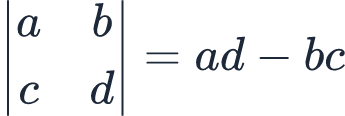 |a b|
|c d| = ad − bc